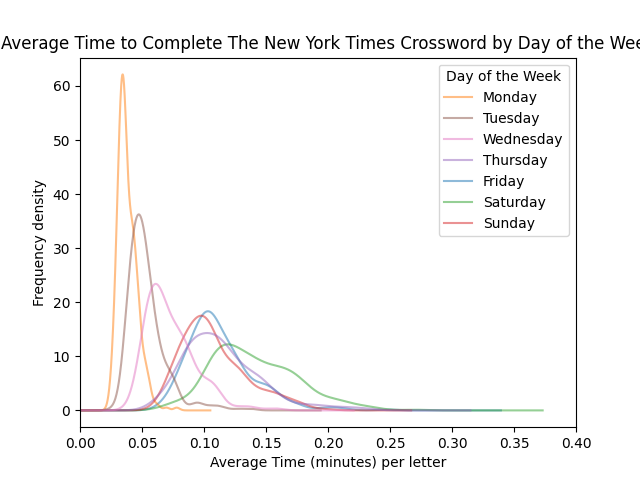 Average Time to Complete The New York Times Crossword by Day of the
Day of the Week
Monday
Tuesday
Wednesday
Thursday
Friday
Saturday
Sunday
Frequency density
60
50
40
30
20
10
0
0.00 0.05 0.10 0.15 0.20 0.25 0.30 0.35 0.40
Average Time (minutes) per letter